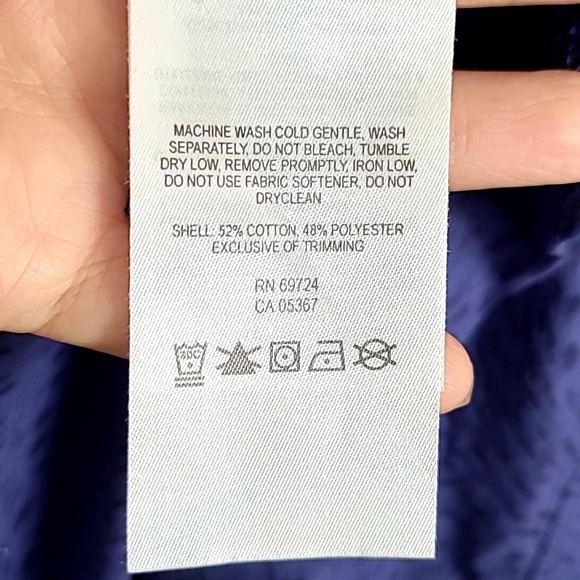 MACHINE WASH COLD GENTLE, WASH
SEPARATELY, DO NOT BLEACH, TUMBLE
DRY LOW, REMOVE PROMPTLY, IRON LOW,
DO NOT USE FABRIC SOFTENER, DO NOT
DRYCLEAN
SHELL: 52% COTTON, 48% POLYESTER
EXCLUSIVE OF TRIMMING
RN 69724
CA 05367
30C